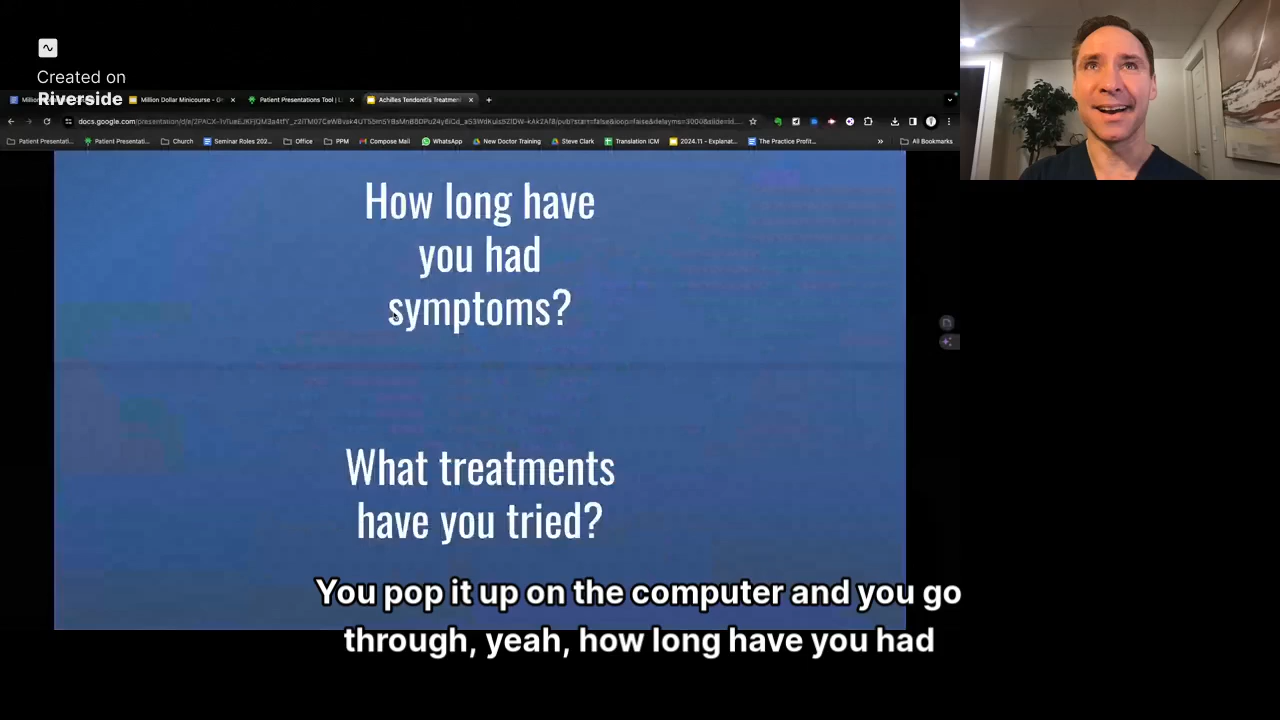 Created on
Riverside
Million Dollar Minicourse - G
Patient Presentations Tool | L
Achilles Tendonitis Treatment
Patient Presentati...
Patient Presentati...
Church
Seminar Roles 202...
Office
PPM
Compose Mail
WhatsApp
New Doctor Training
Steve Clark
Translation ICM
2024.11 - Explanat...
The Practice Profit...
»
All Bookmarks
How long have
you had
symptoms?
What treatments
have you tried?
You pop it up on the computer and you go
through, yeah, how long have you had